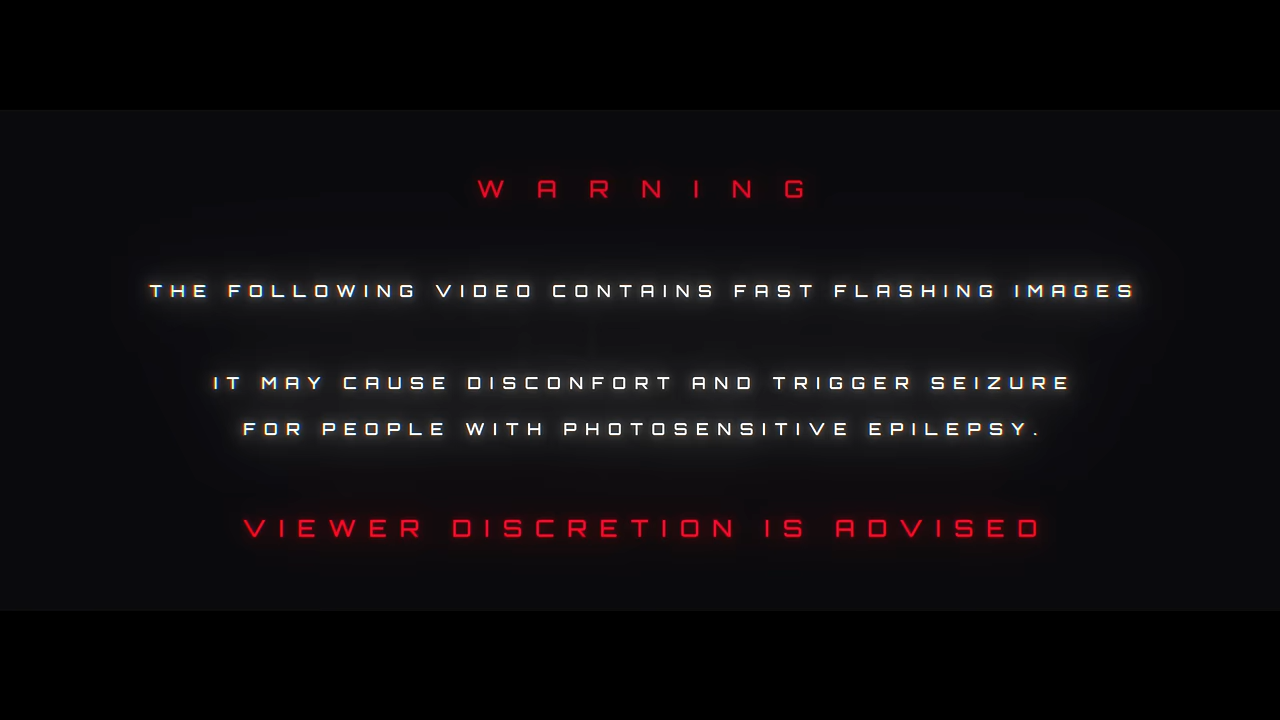 WARNING
THE FOLLOWING VIDEO CONTAINS FAST FLASHING IMAGES
IT MAY CAUSE DISCONFORT AND TRIGGER SEIZURE
FOR PEOPLE WITH PHOTOSENSITIVE EPILEPSY.
VIEWER DISCRETION IS ADVISED